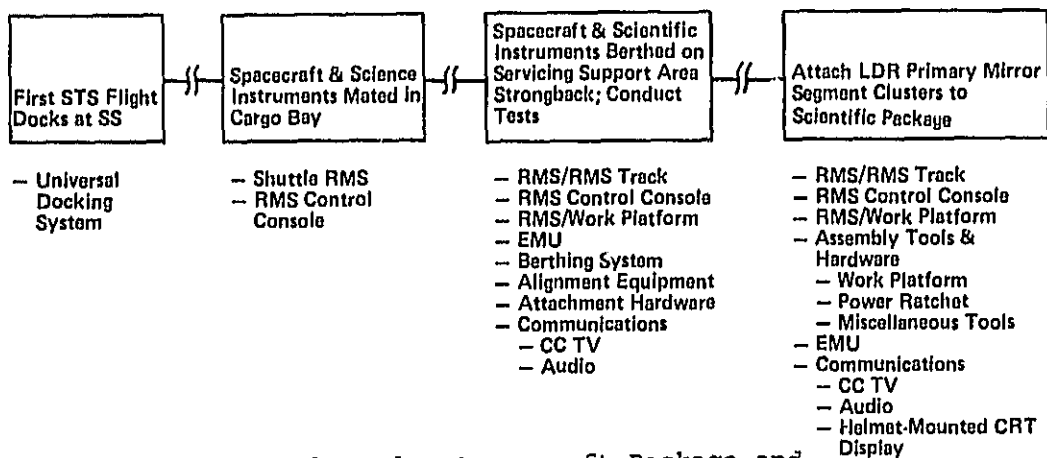 First STS Flight
Docks at SS
Spacecraft & Science
Instruments Mated in
Cargo Bay
Spacecraft & Scientific
Instruments Berthed on
Servicing Support Area
Strongback; Conduct
Tests
Attach LDR Primary Mirror
Segment Clusters to
Scientific Package
– Universal
Docking
System
– Shuttle RMS
– RMS Control
Console
– RMS/RMS Track
– RMS Control Console
– RMS/Work Platform
– EMU
– Berthing System
– Alignment Equipment
– Attachment Hardware
– Communications
– CC TV
– Audio
– RMS/RMS Track
– RMS Control Console
– RMS/Work Platform
– Assembly Tools &
Hardware
– Work Platform
– Power Ratchet
– Miscellaneous Tools
– EMU
– Communications
– CC TV
– Audio
– Helmet-Mounted CRT
Display
Package and